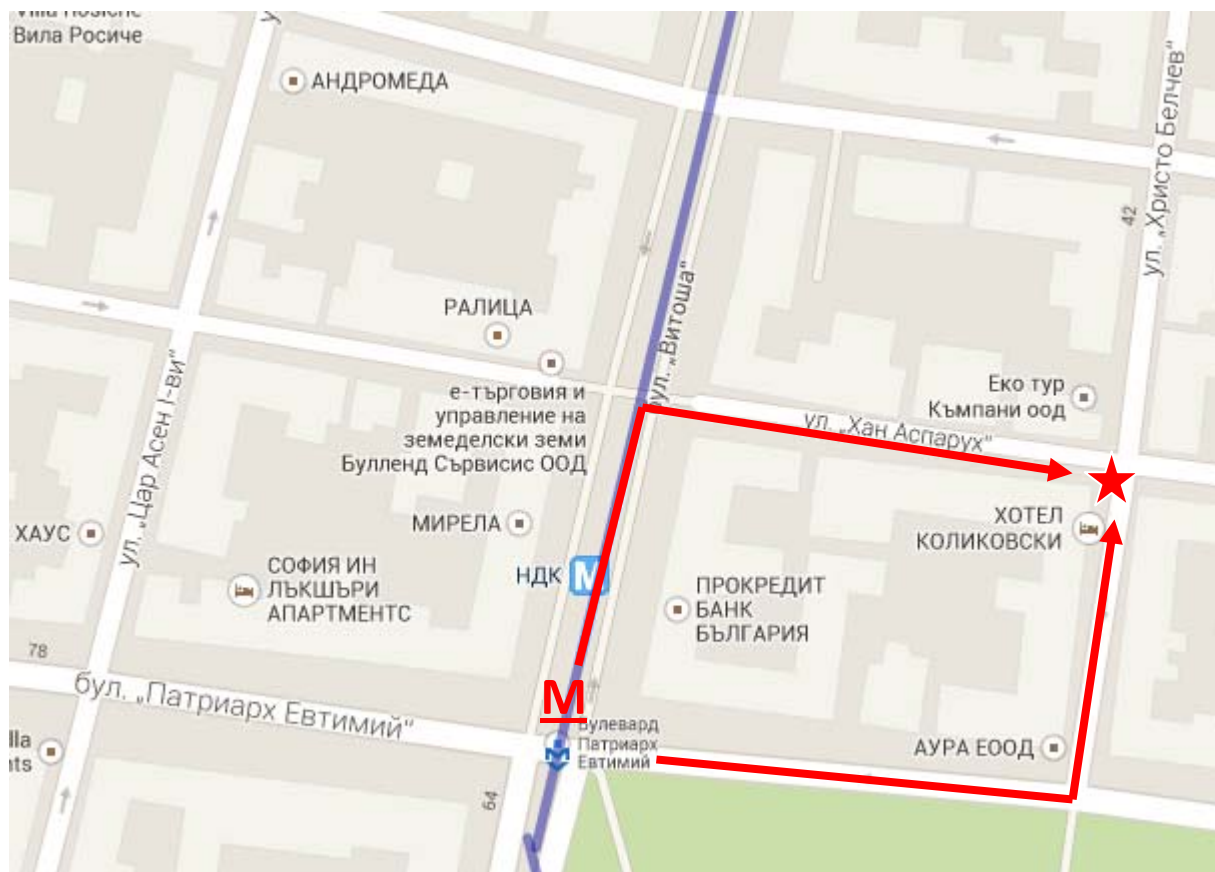 Вила Росиче
АНДРОМЕДА
ул. „Христо Белчев"
42
бул. „Витоша"
РАЛИЦА
е-търговия и
управление на
земеделски земи
Булленд Сървисис ООД
Еко тур
Къмпани оод
ул. „Хан Аспарух"
ул. „Цар Асен I-ви"
ХАУС
МИРЕЛА
ХОТЕЛ
КОЛИКОВСКИ
СОФИЯ ИН
ЛЪКШЪРИ
АПАРТМЕНТС
НДК
M
ПРОКРЕДИТ
БАНК
БЪЛГАРИЯ
78
бул. „Патриарх Евтимий"
M
Булевард
Патриарх
Евтимий
АУРА ЕООД
64